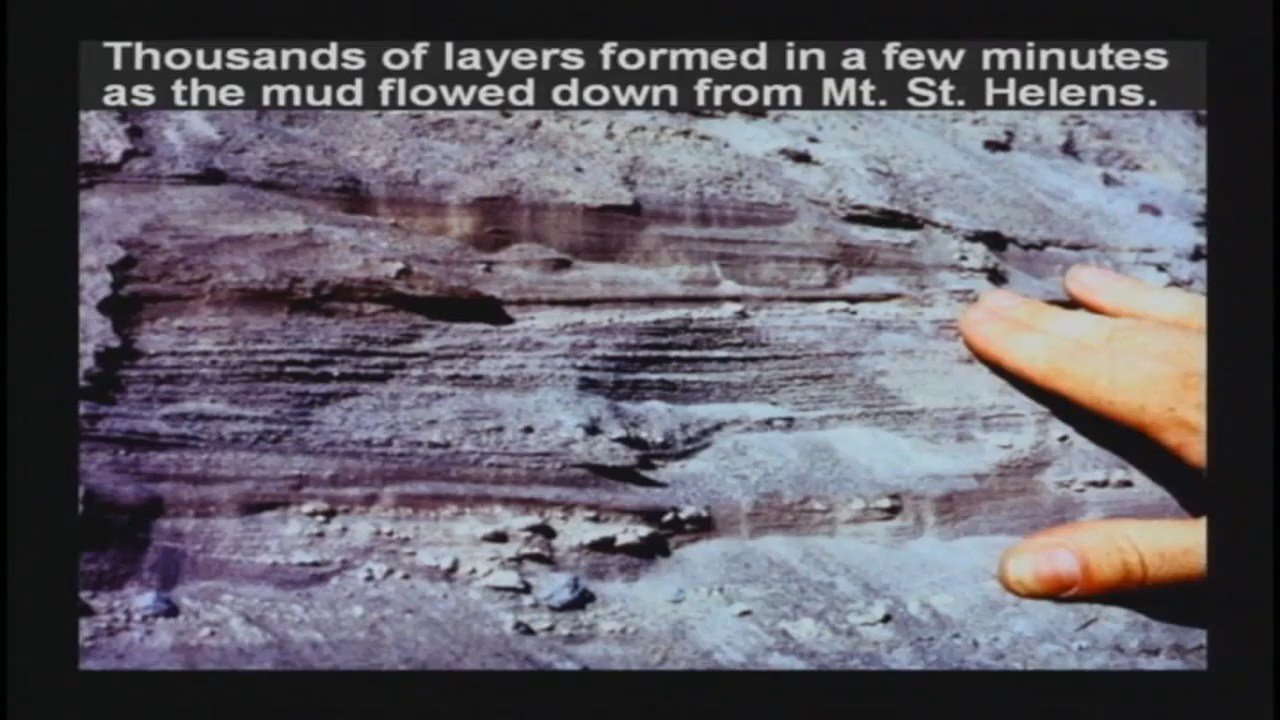 Thousands of layers formed in a few minutes
as the mud flowed down from Mt. St. Helens.